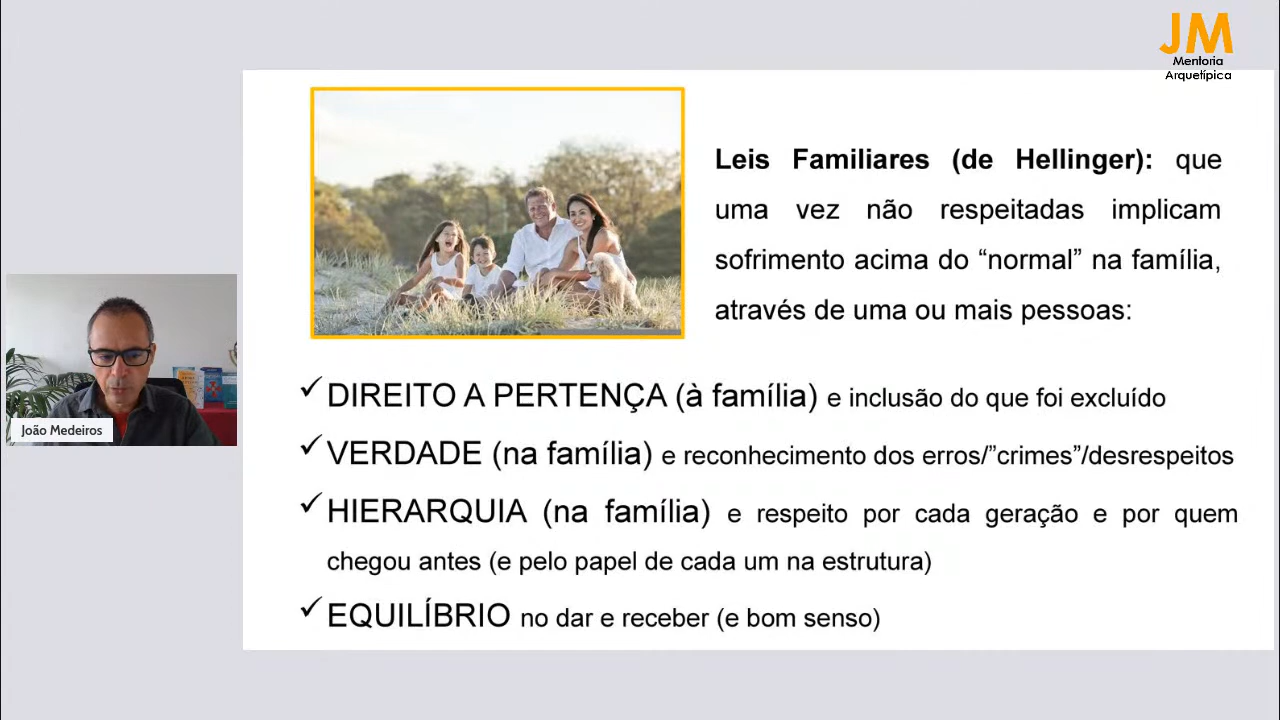 JM
Mentoria
Arquetípica
Leis Familiares (de Hellinger): que
uma vez não respeitadas implicam
sofrimento acima do “normal” na família,
através de uma ou mais pessoas:
João Medeiros
DIREITO A PERTENÇA (à família) e inclusão do que foi excluído
VERDADE (na família) e reconhecimento dos erros/”crimes”/desrespeitos
HIERARQUIA (na família) e respeito por cada geração e por quem
chegou antes (e pelo papel de cada um na estrutura)
EQUILÍBRIO no dar e receber (e bom senso)